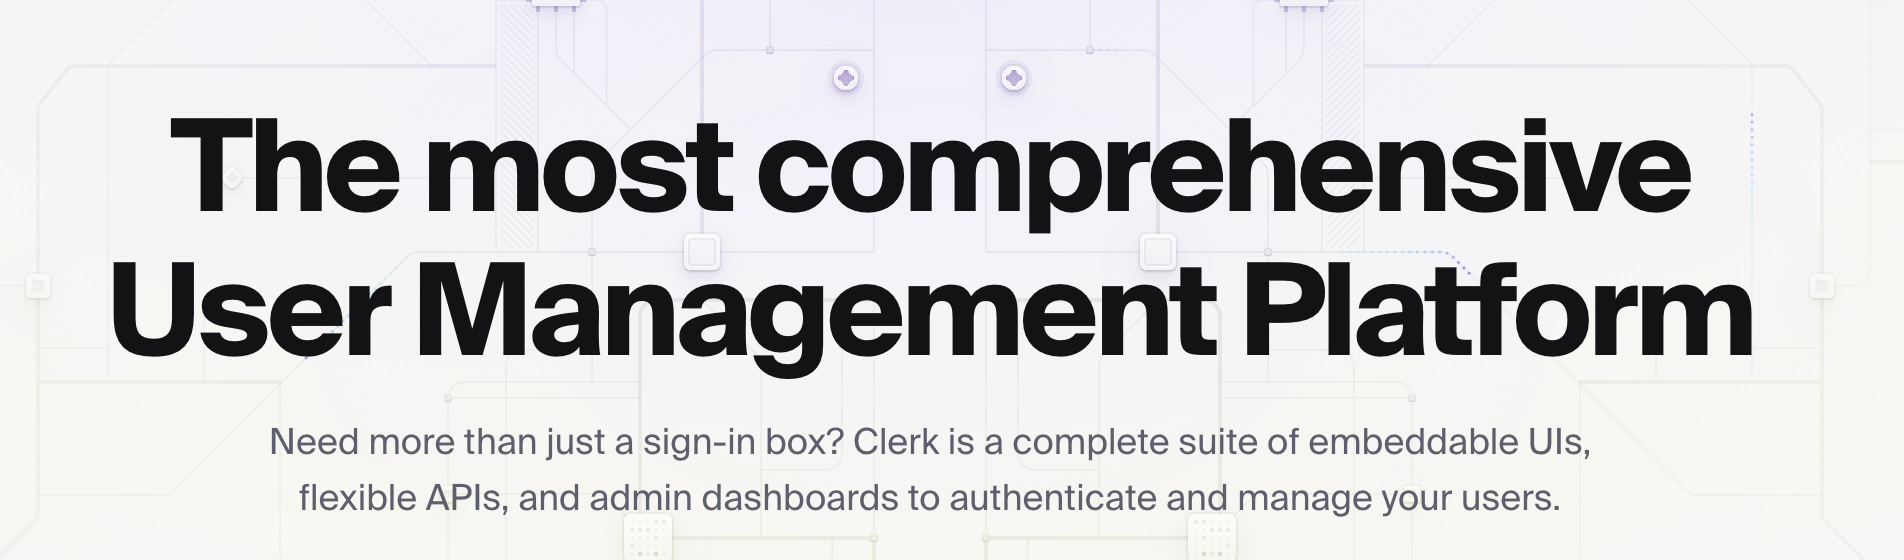 The most comprehensive
User Management Platform
Need more than just a sign-in box? Clerk is a complete suite of embeddable UIs,
flexible APIs, and admin dashboards to authenticate and manage your users.